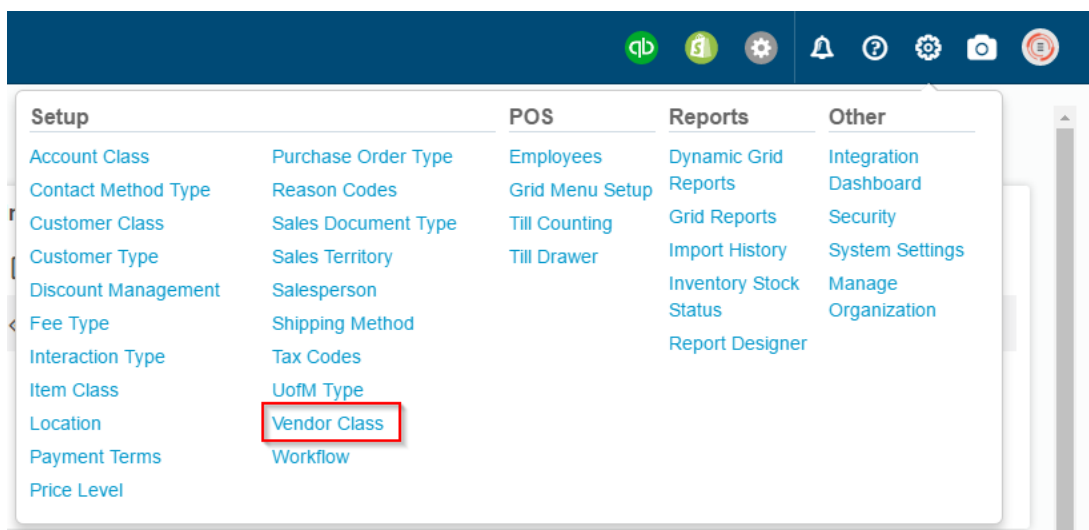 qb
Setup
Account Class
Contact Method Type
Customer Class
Customer Type
Discount Management
Fee Type
Interaction Type
Item Class
Location
Payment Terms
Price Level
Purchase Order Type
Reason Codes
Sales Document Type
Sales Territory
Salesperson
Shipping Method
Tax Codes
UofM Type
Vendor Class
Workflow
POS
Employees
Grid Menu Setup
Till Counting
Till Drawer
Reports
Dynamic Grid
Reports
Grid Reports
Import History
Inventory Stock
Status
Report Designer
Other
Integration
Dashboard
Security
System Settings
Manage
Organization